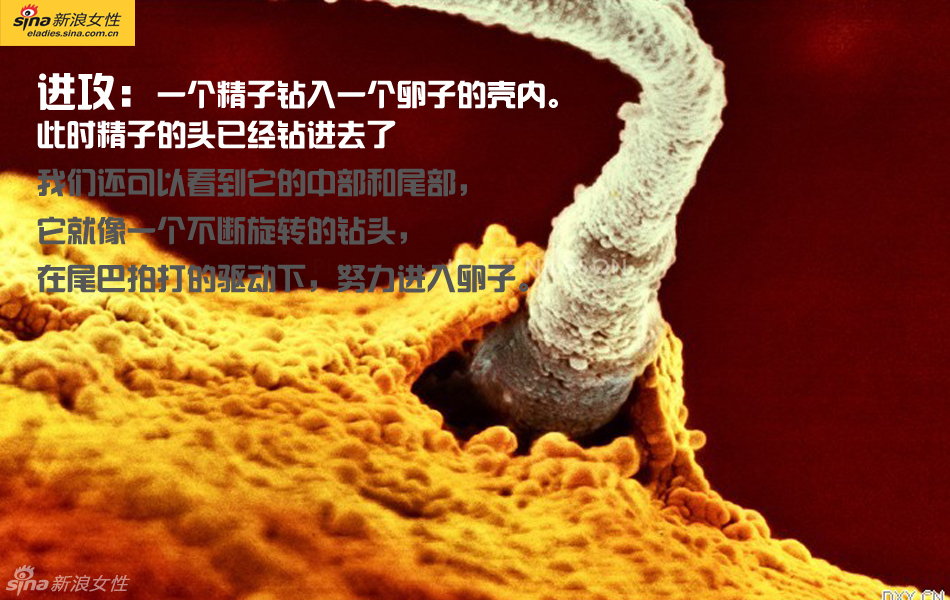 sina新浪女性
eladies.sina.com.cn
进攻：一个精子钻入一个卵子的壳内。
此时精子的头已经钻进去了
我们还可以看到它的中部和尾部，
它就像一个不断旋转的钻头，
在尾巴拍打的驱动下，努力进入卵子。
sina新浪女性
DXY.CN